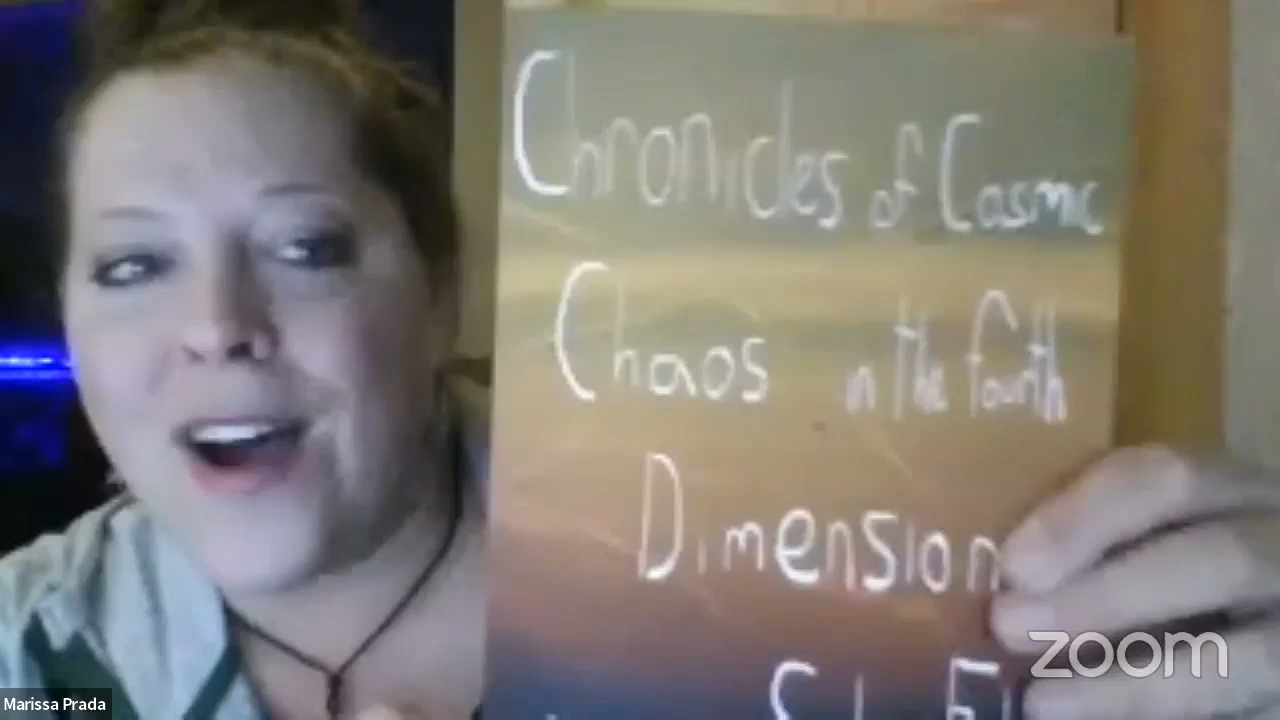 Chronicles of Cosmic
Chaos in the fourth
Dimension
zoom
Marissa Prada